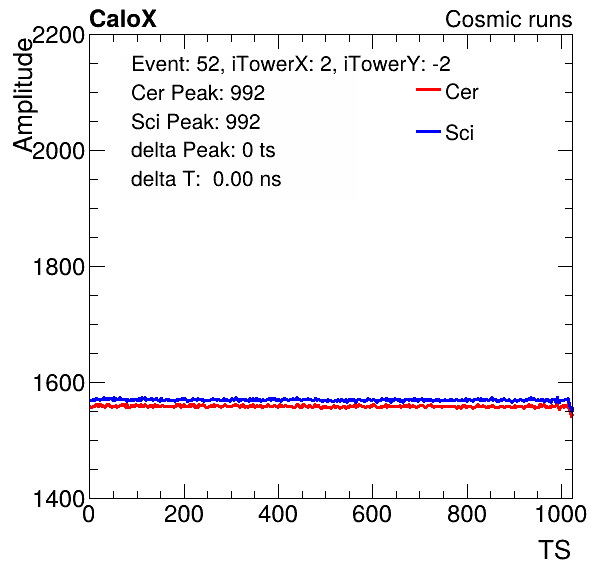 CaloX Cosmic runs
Amplitude
2200
2000
1800
1600
1400
Event: 52, iTowerX: 2, iTowerY: -2
Cer Peak: 992
Sci Peak: 992
delta Peak: 0 ts
delta T:  0.00 ns
Cer
Sci
0 200 400 600 800 1000
TS